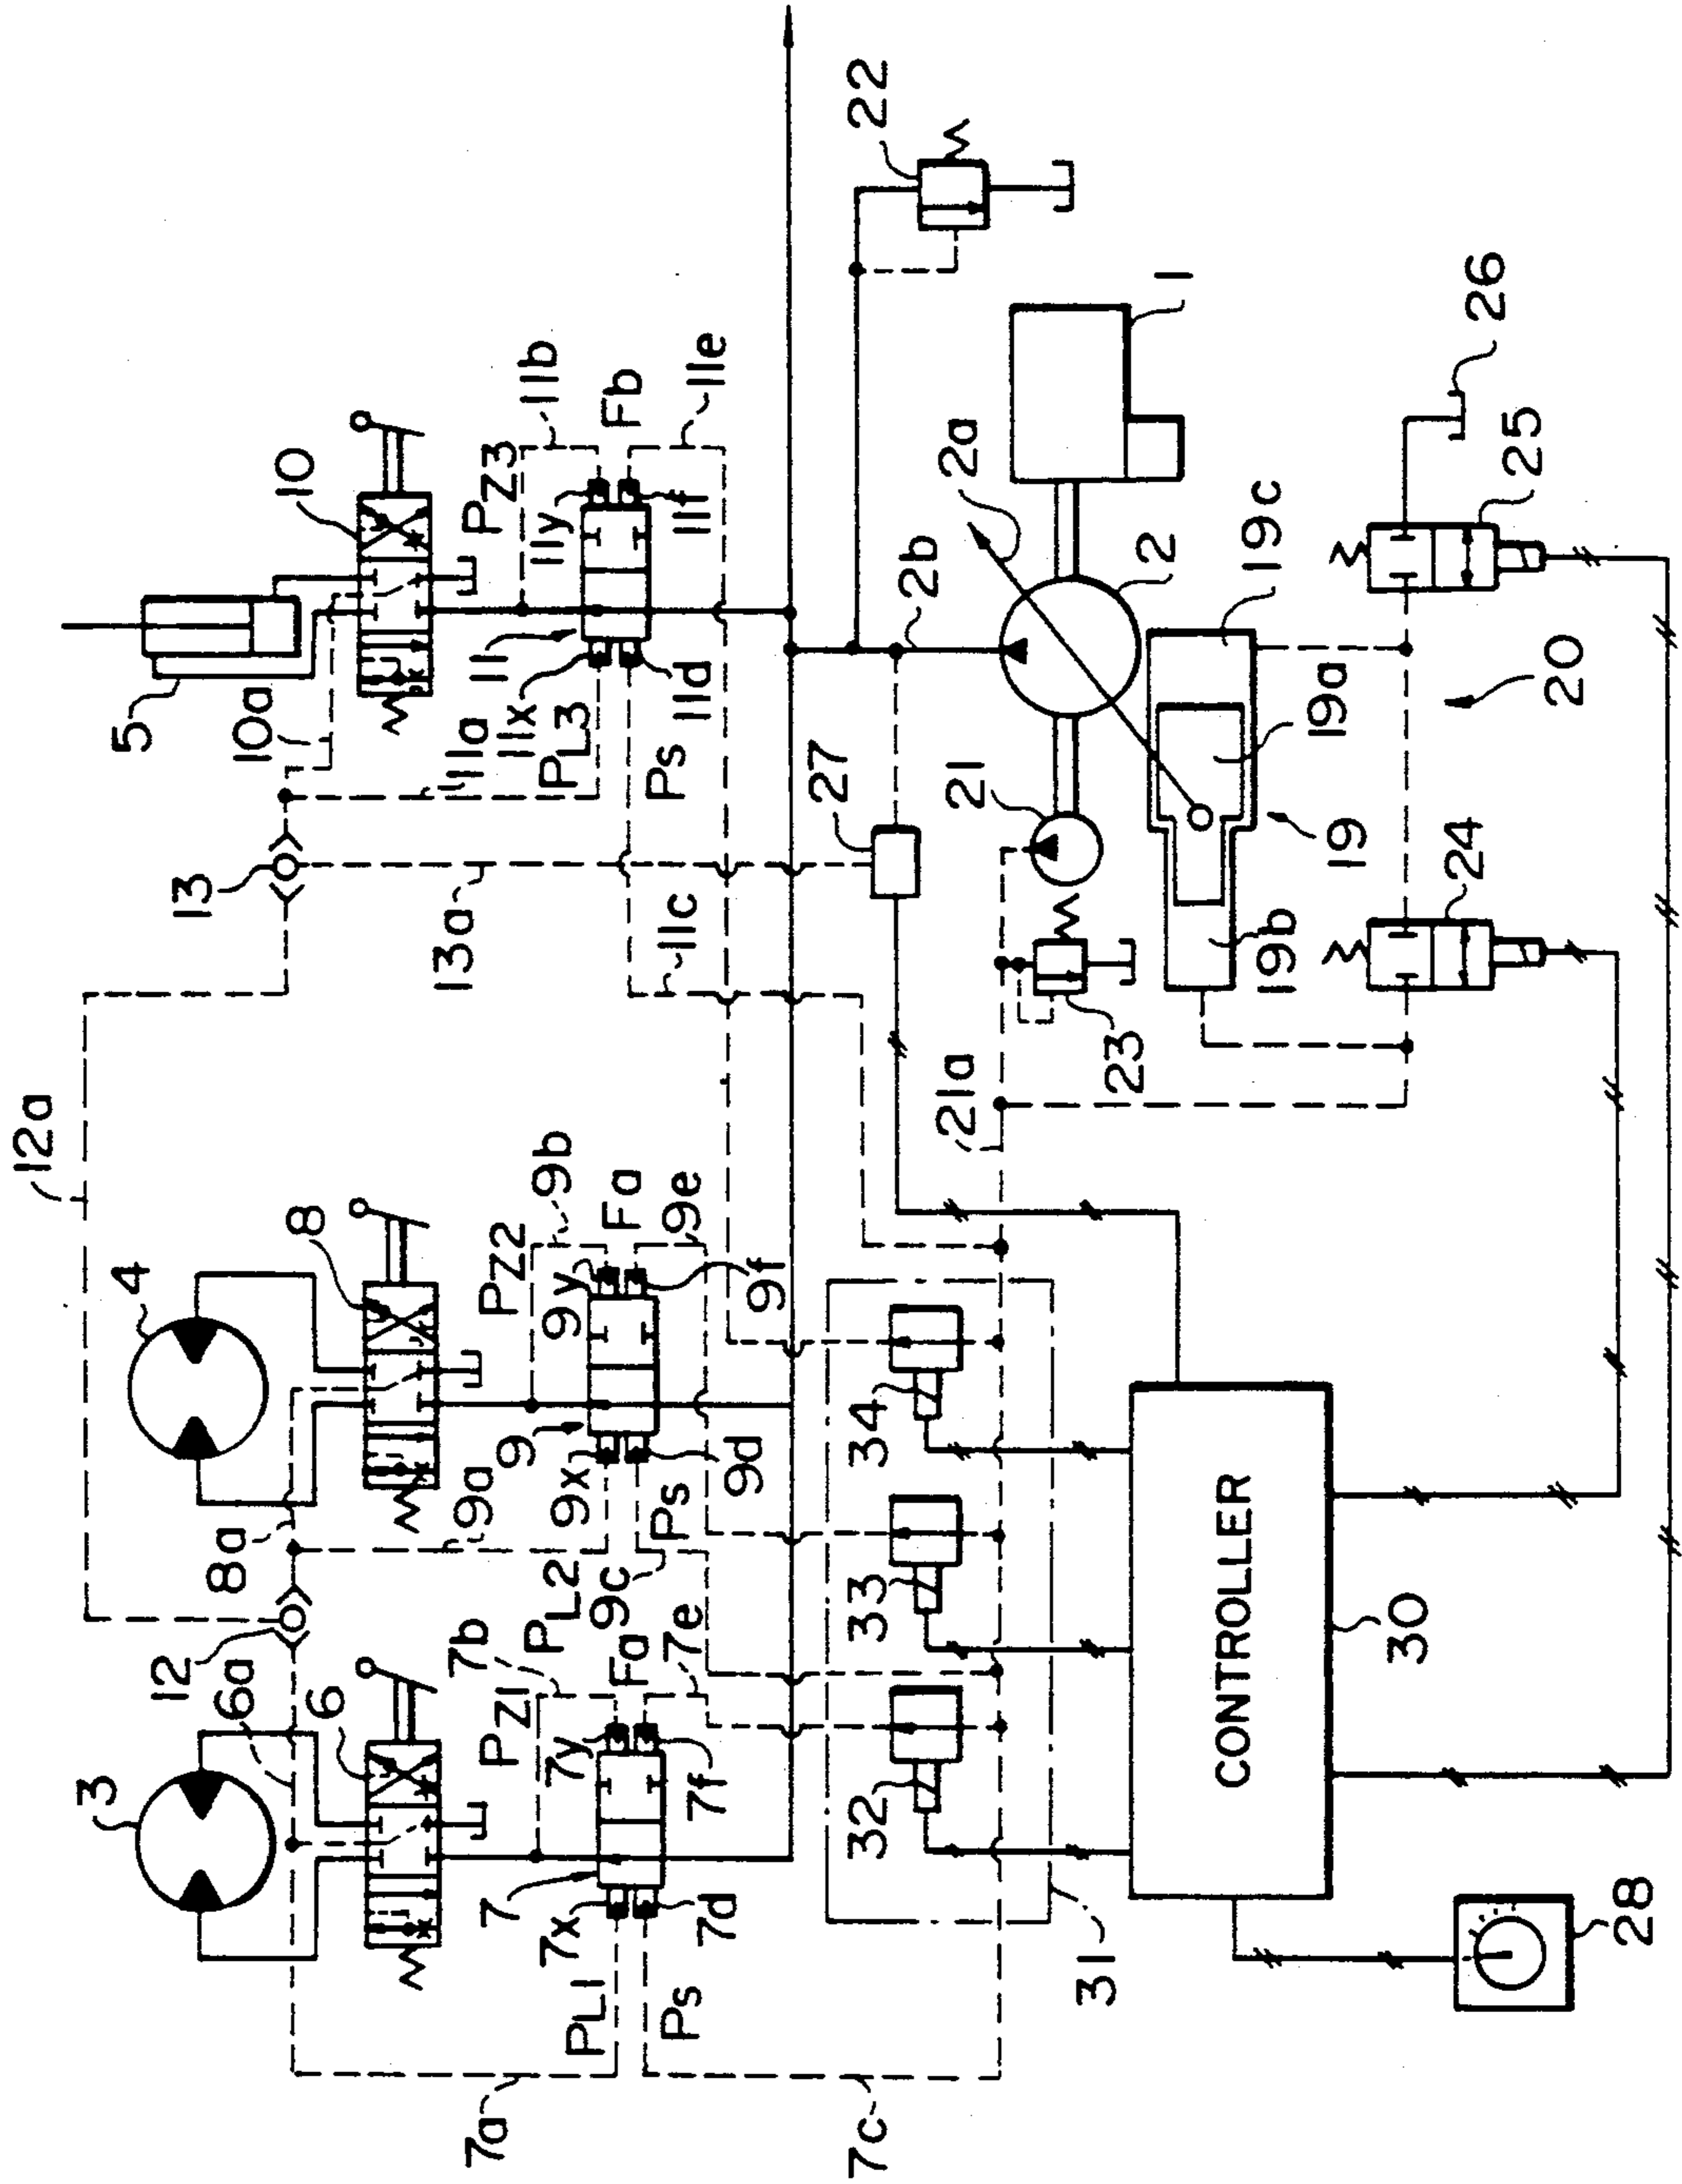 12a
3
4
5
6a
12
8a
13
10a
10
6
8
13a
7a
PL1
7x
7
PZ1
7b
7y
Fa
7e
7f
7d
Ps
PL2
9a
9x
9
PZ2
9b
9y
Fa
9e
9f
9d
9c
Ps
11a
PL3
11x
11
PZ3
11b
11y
Fb
11e
11f
11d
Ps
11c
7c
31
32
33
34
21a
23
27
21
2b
2a
2
22
1
19b
19
19a
19c
20
24
25
26
CONTROLLER
30
28